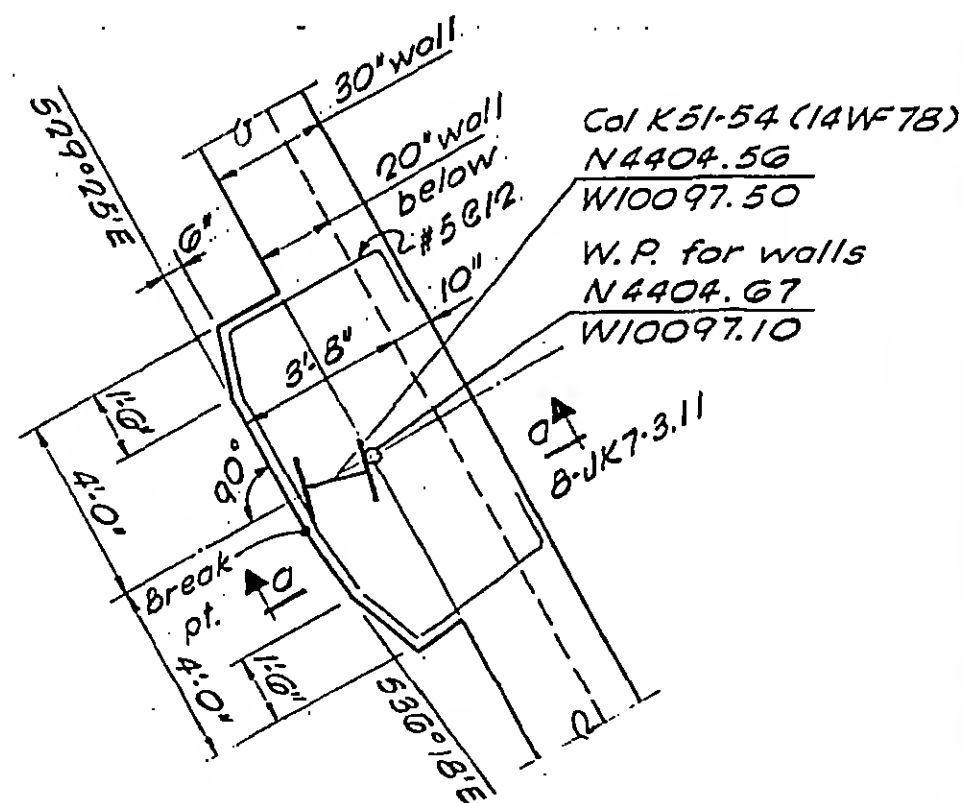 30" wall
S29°25'E
6"
20" wall
below
#5@12
10"
3'-8"
Col K51-54 (14WF78)
N4404.56
W10097.50
W.P. for walls
N4404.67
W10097.10
1'-6"
4'-0"
90°
a
8-JK7-3,11
Break
pt.
a
4'-0"
1'-6"
S36°18'E